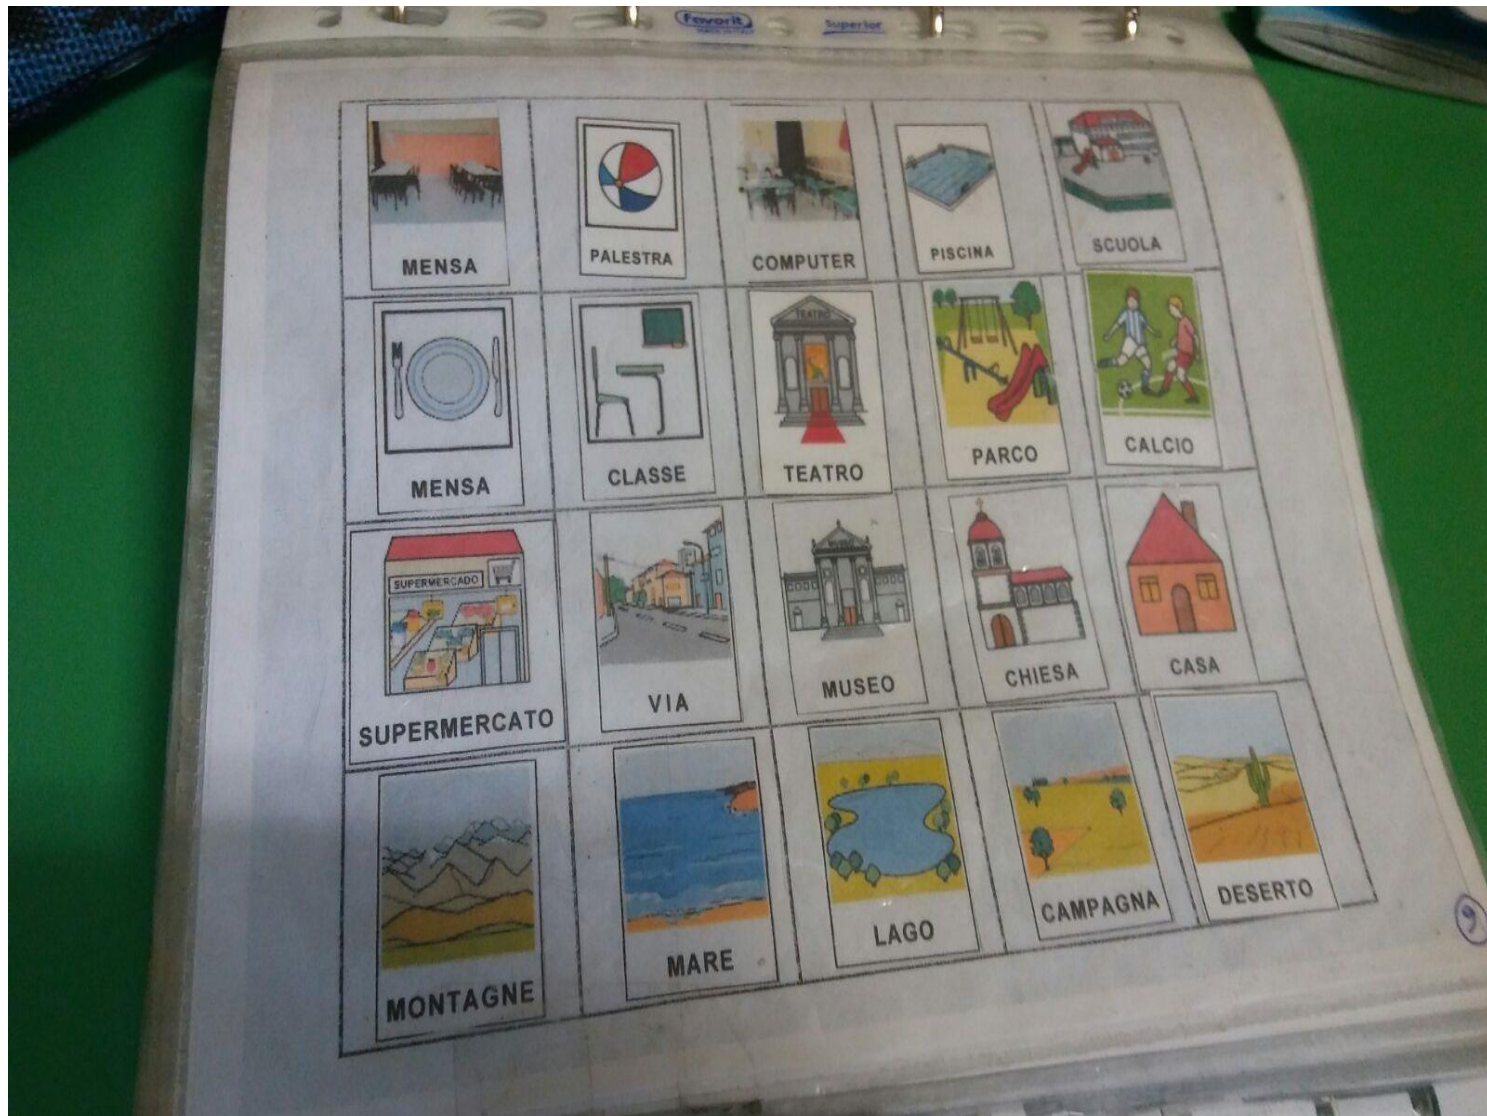 Favorit
Superior
MENSA
PALESTRA
COMPUTER
PISCINA
SCUOLA
MENSA
CLASSE
TEATRO
TEATRO
PARCO
CALCIO
SUPERMERCADO
SUPERMERCATO
VIA
MUSEO
CHIESA
CASA
MONTAGNE
MARE
LAGO
CAMPAGNA
DESERTO
9